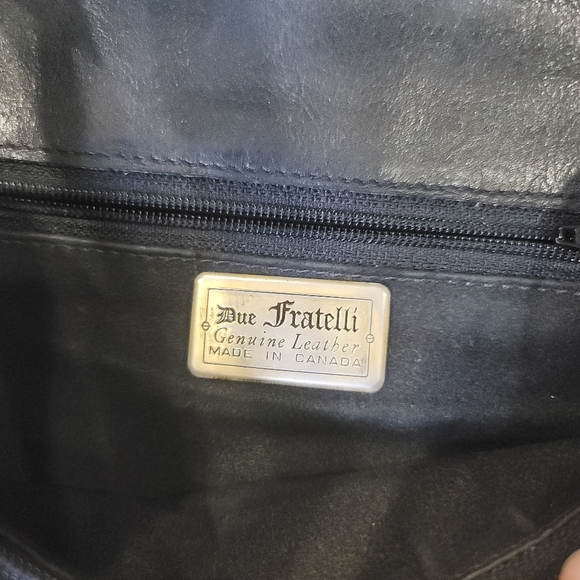 Due Fratelli
Genuine Leather
MADE IN CANADA